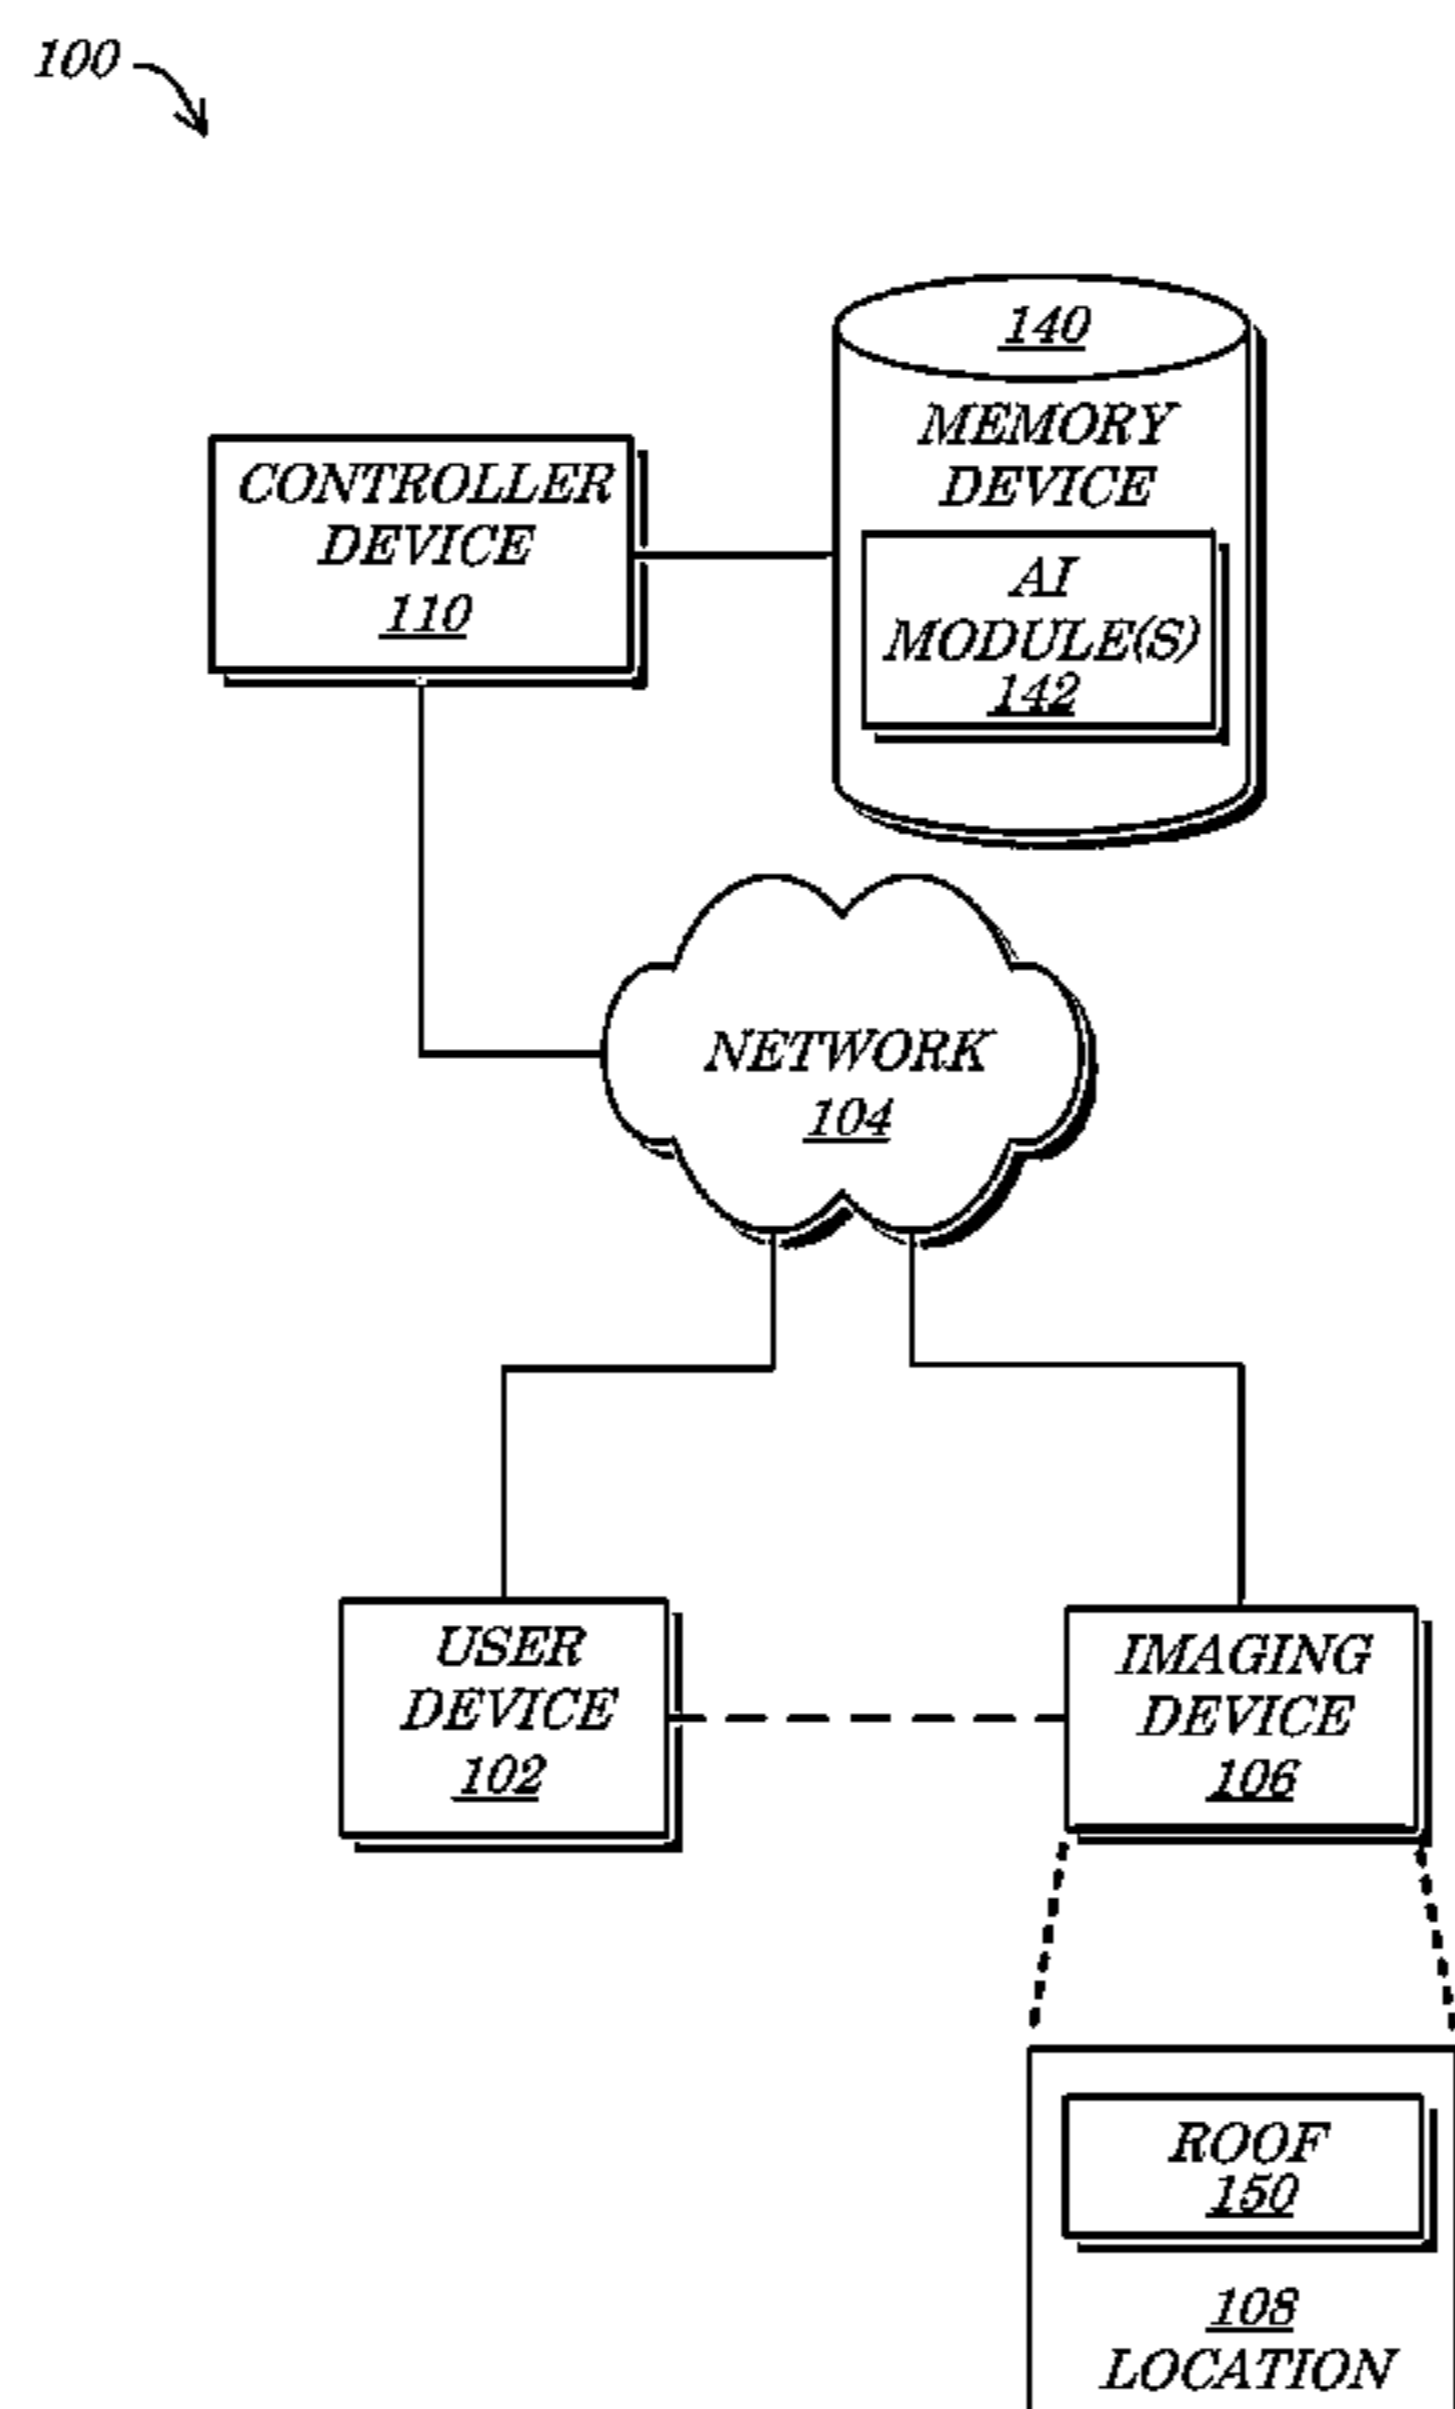 100
140
MEMORY
DEVICE
AI
MODULE(S)
142
CONTROLLER
DEVICE
110
NETWORK
104
USER
DEVICE
102
IMAGING
DEVICE
106
ROOF
150
108
LOCATION